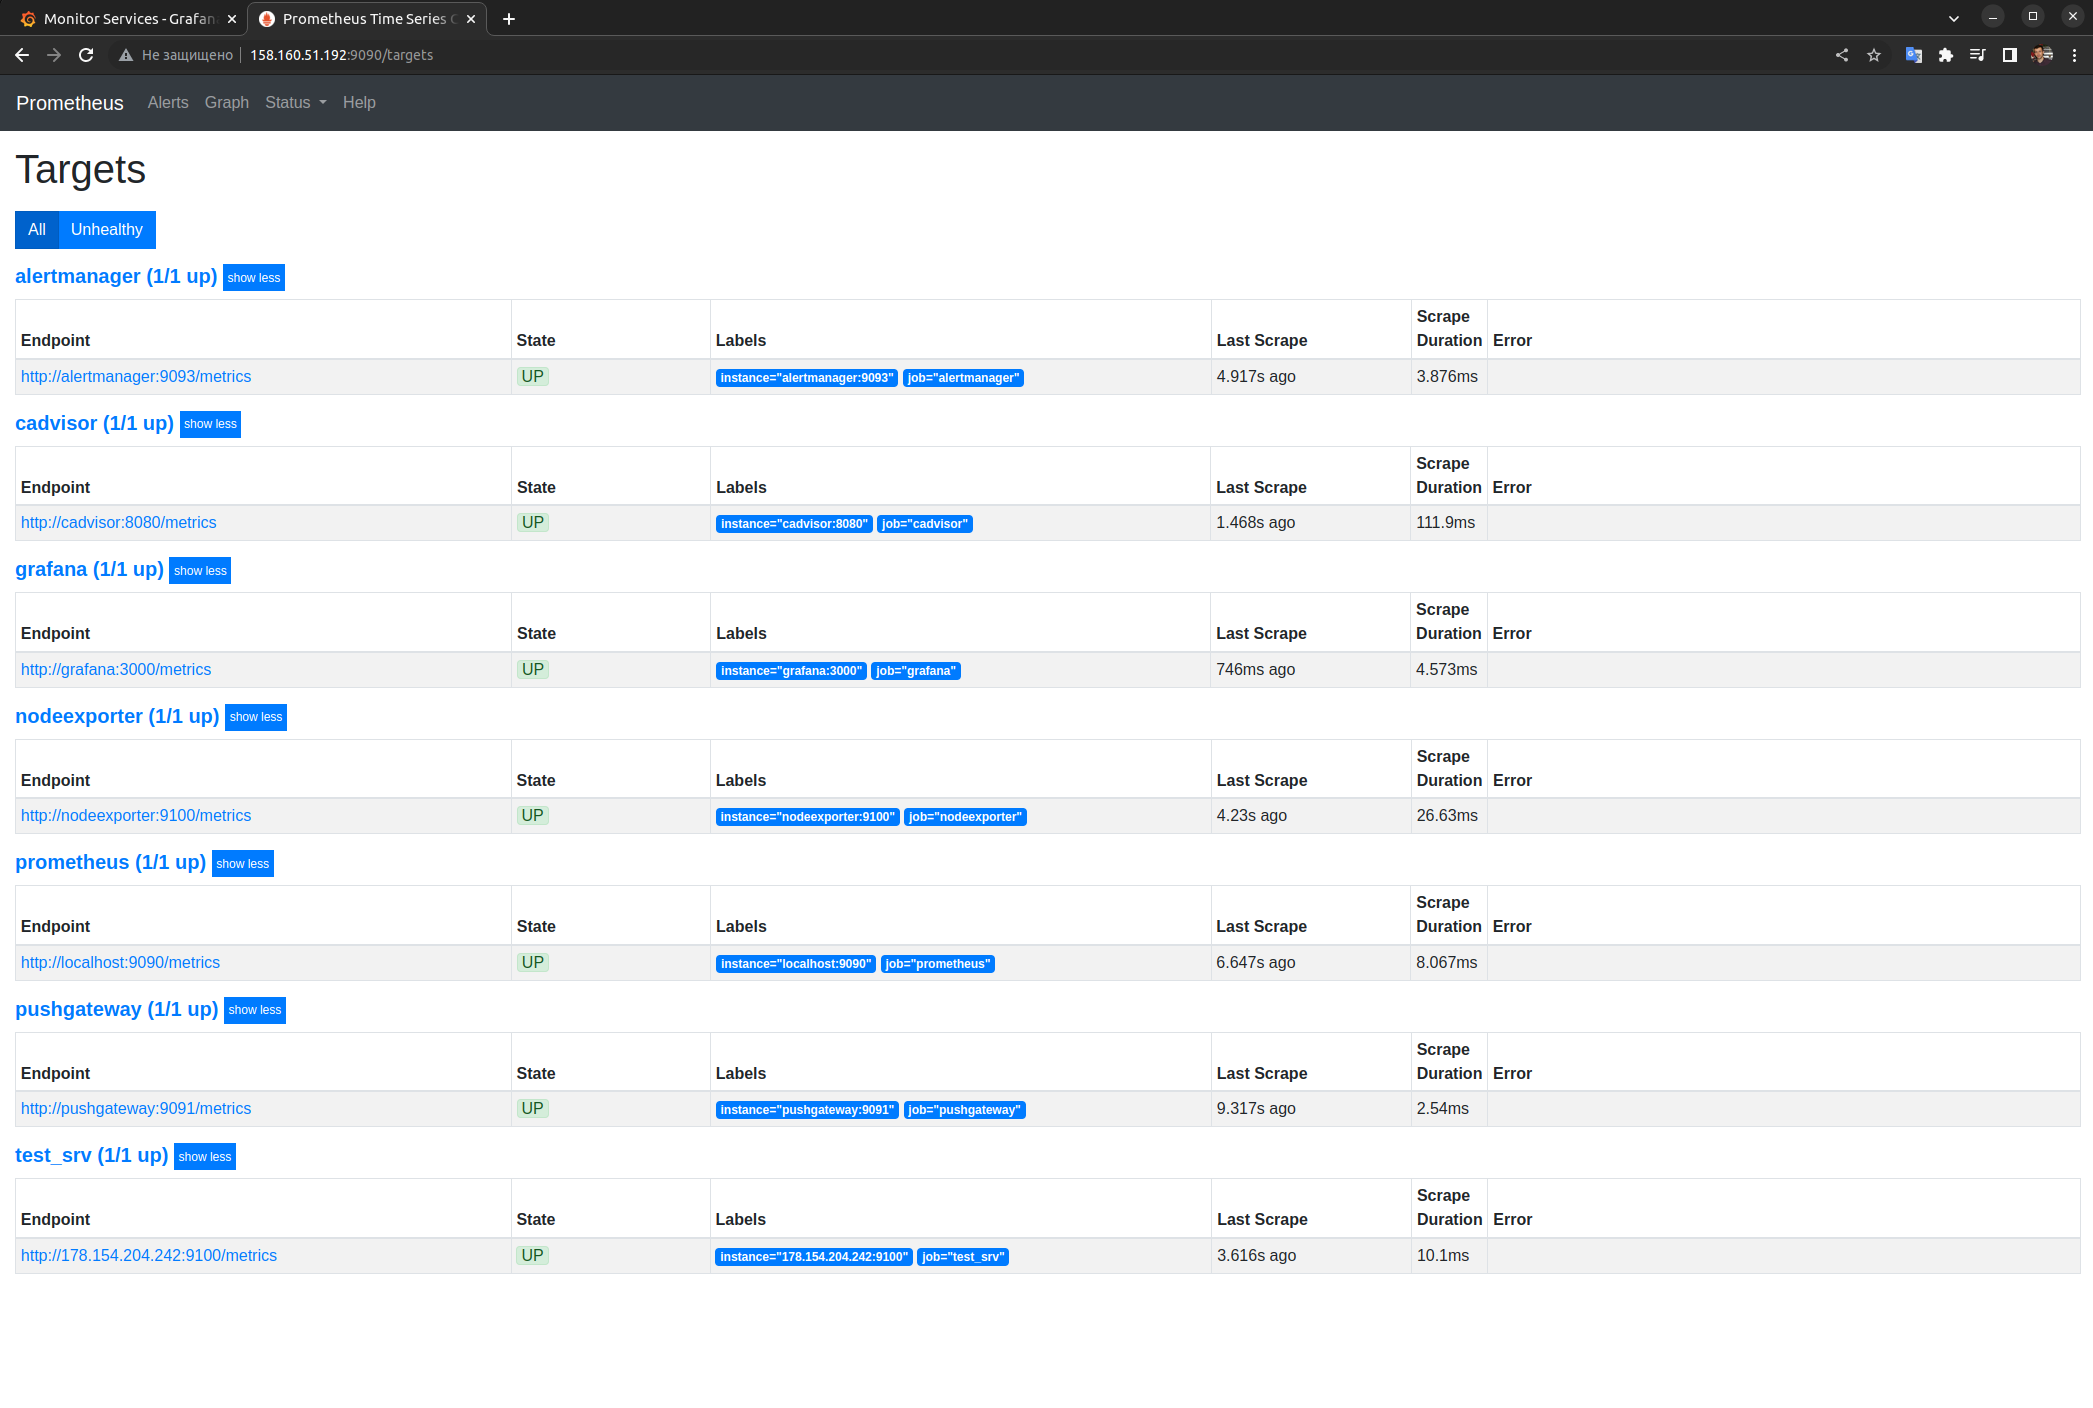 Monitor Services - Grafan
Prometheus Time Series C
Не защищено
158.160.51.192:9090/targets
Prometheus Alerts Graph Status Help
Targets
All Unhealthy
alertmanager (1/1 up) show less
Endpoint State Labels Last Scrape Scrape Duration Error
http://alertmanager:9093/metrics UP instance="alertmanager:9093" job="alertmanager" 4.917s ago 3.876ms
cadvisor (1/1 up) show less
Endpoint State Labels Last Scrape Scrape Duration Error
http://cadvisor:8080/metrics UP instance="cadvisor:8080" job="cadvisor" 1.468s ago 111.9ms
grafana (1/1 up) show less
Endpoint State Labels Last Scrape Scrape Duration Error
http://grafana:3000/metrics UP instance="grafana:3000" job="grafana" 746ms ago 4.573ms
nodeexporter (1/1 up) show less
Endpoint State Labels Last Scrape Scrape Duration Error
http://nodeexporter:9100/metrics UP instance="nodeexporter:9100" job="nodeexporter" 4.23s ago 26.63ms
prometheus (1/1 up) show less
Endpoint State Labels Last Scrape Scrape Duration Error
http://localhost:9090/metrics UP instance="localhost:9090" job="prometheus" 6.647s ago 8.067ms
pushgateway (1/1 up) show less
Endpoint State Labels Last Scrape Scrape Duration Error
http://pushgateway:9091/metrics UP instance="pushgateway:9091" job="pushgateway" 9.317s ago 2.54ms
test_srv (1/1 up) show less
Endpoint State Labels Last Scrape Scrape Duration Error
http://178.154.204.242:9100/metrics UP instance="178.154.204.242:9100" job="test_srv" 3.616s ago 10.1ms